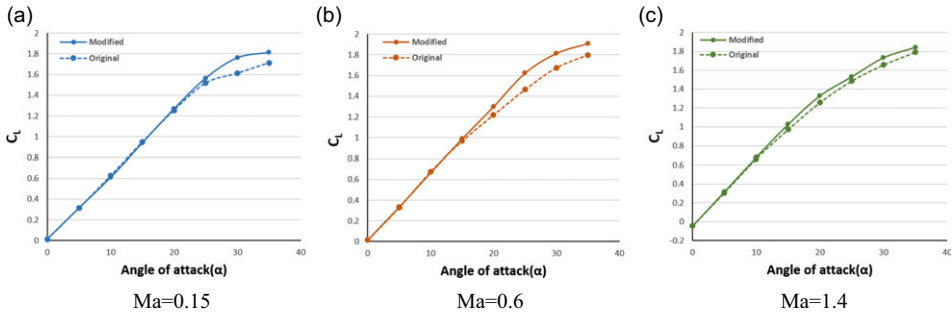 (a)
2
1.8
1.6
1.4
1.2
1
0.8
0.6
0.4
0.2
0
C_L
Modified
Original
0 10 20 30 40
Angle of attack(α)
Ma=0.15
(b)
2
1.8
1.6
1.4
1.2
1
0.8
0.6
0.4
0.2
0
C_L
Modified
Original
0 10 20 30 40
Angle of attack(α)
Ma=0.6
(c)
2
1.8
1.6
1.4
1.2
1
0.8
0.6
0.4
0.2
0
-0.2
C_L
Modified
Original
0 10 20 30 40
Angle of attack(α)
Ma=1.4